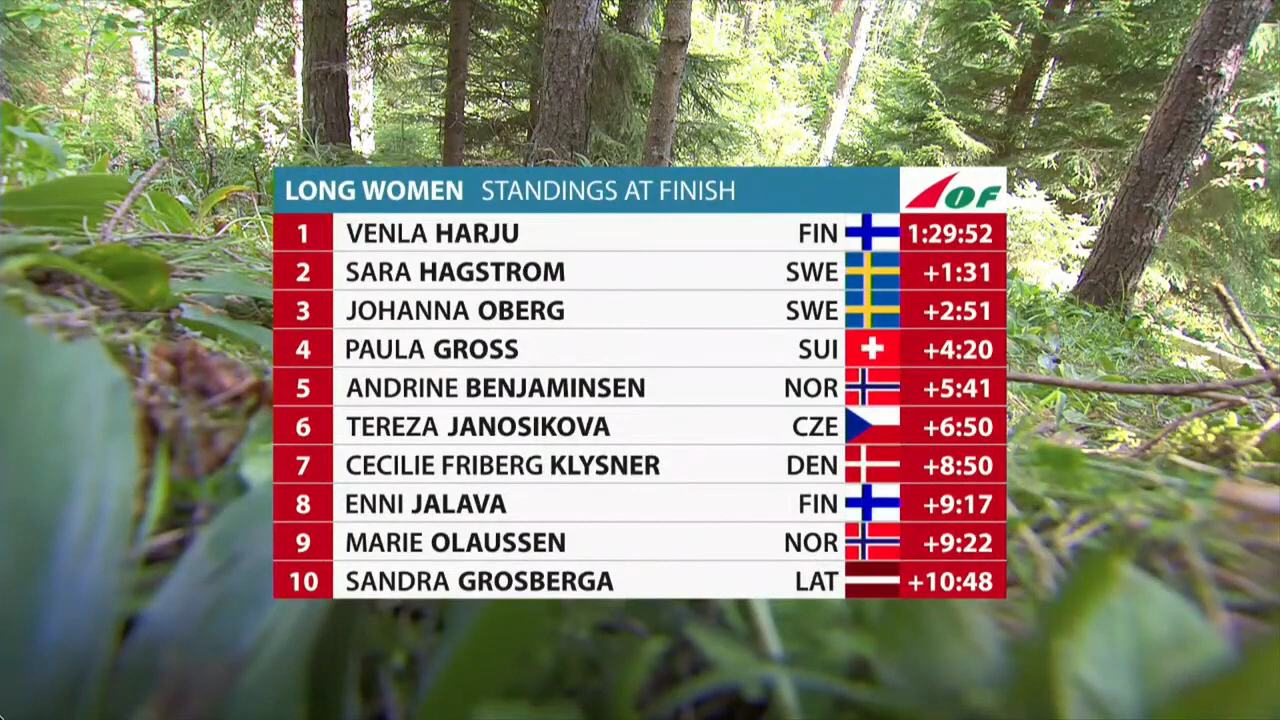 LONG WOMEN STANDINGS AT FINISH IOF
1 VENLA HARJU FIN 1:29:52
2 SARA HAGSTROM SWE +1:31
3 JOHANNA OBERG SWE +2:51
4 PAULA GROSS SUI +4:20
5 ANDRINE BENJAMINSEN NOR +5:41
6 TEREZA JANOSIKOVA CZE +6:50
7 CECILIE FRIBERG KLYSNER DEN +8:50
8 ENNI JALAVA FIN +9:17
9 MARIE OLAUSSEN NOR +9:22
10 SANDRA GROSBERGA LAT +10:48